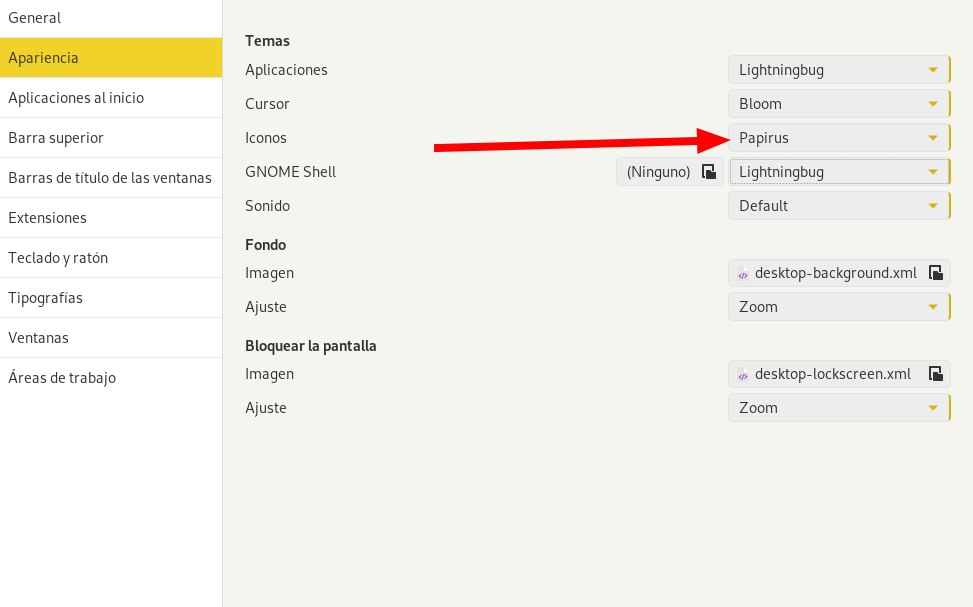 General
Apariencia
Aplicaciones al inicio
Barra superior
Barras de título de las ventanas
Extensiones
Teclado y ratón
Tipografías
Ventanas
Áreas de trabajo
Temas
Aplicaciones Lightningbug
Cursor Bloom
Iconos Papirus
GNOME Shell (Ninguno) Lightningbug
Sonido Default
Fondo
Imagen desktop-background.xml
Ajuste Zoom
Bloquear la pantalla
Imagen desktop-lockscreen.xml
Ajuste Zoom